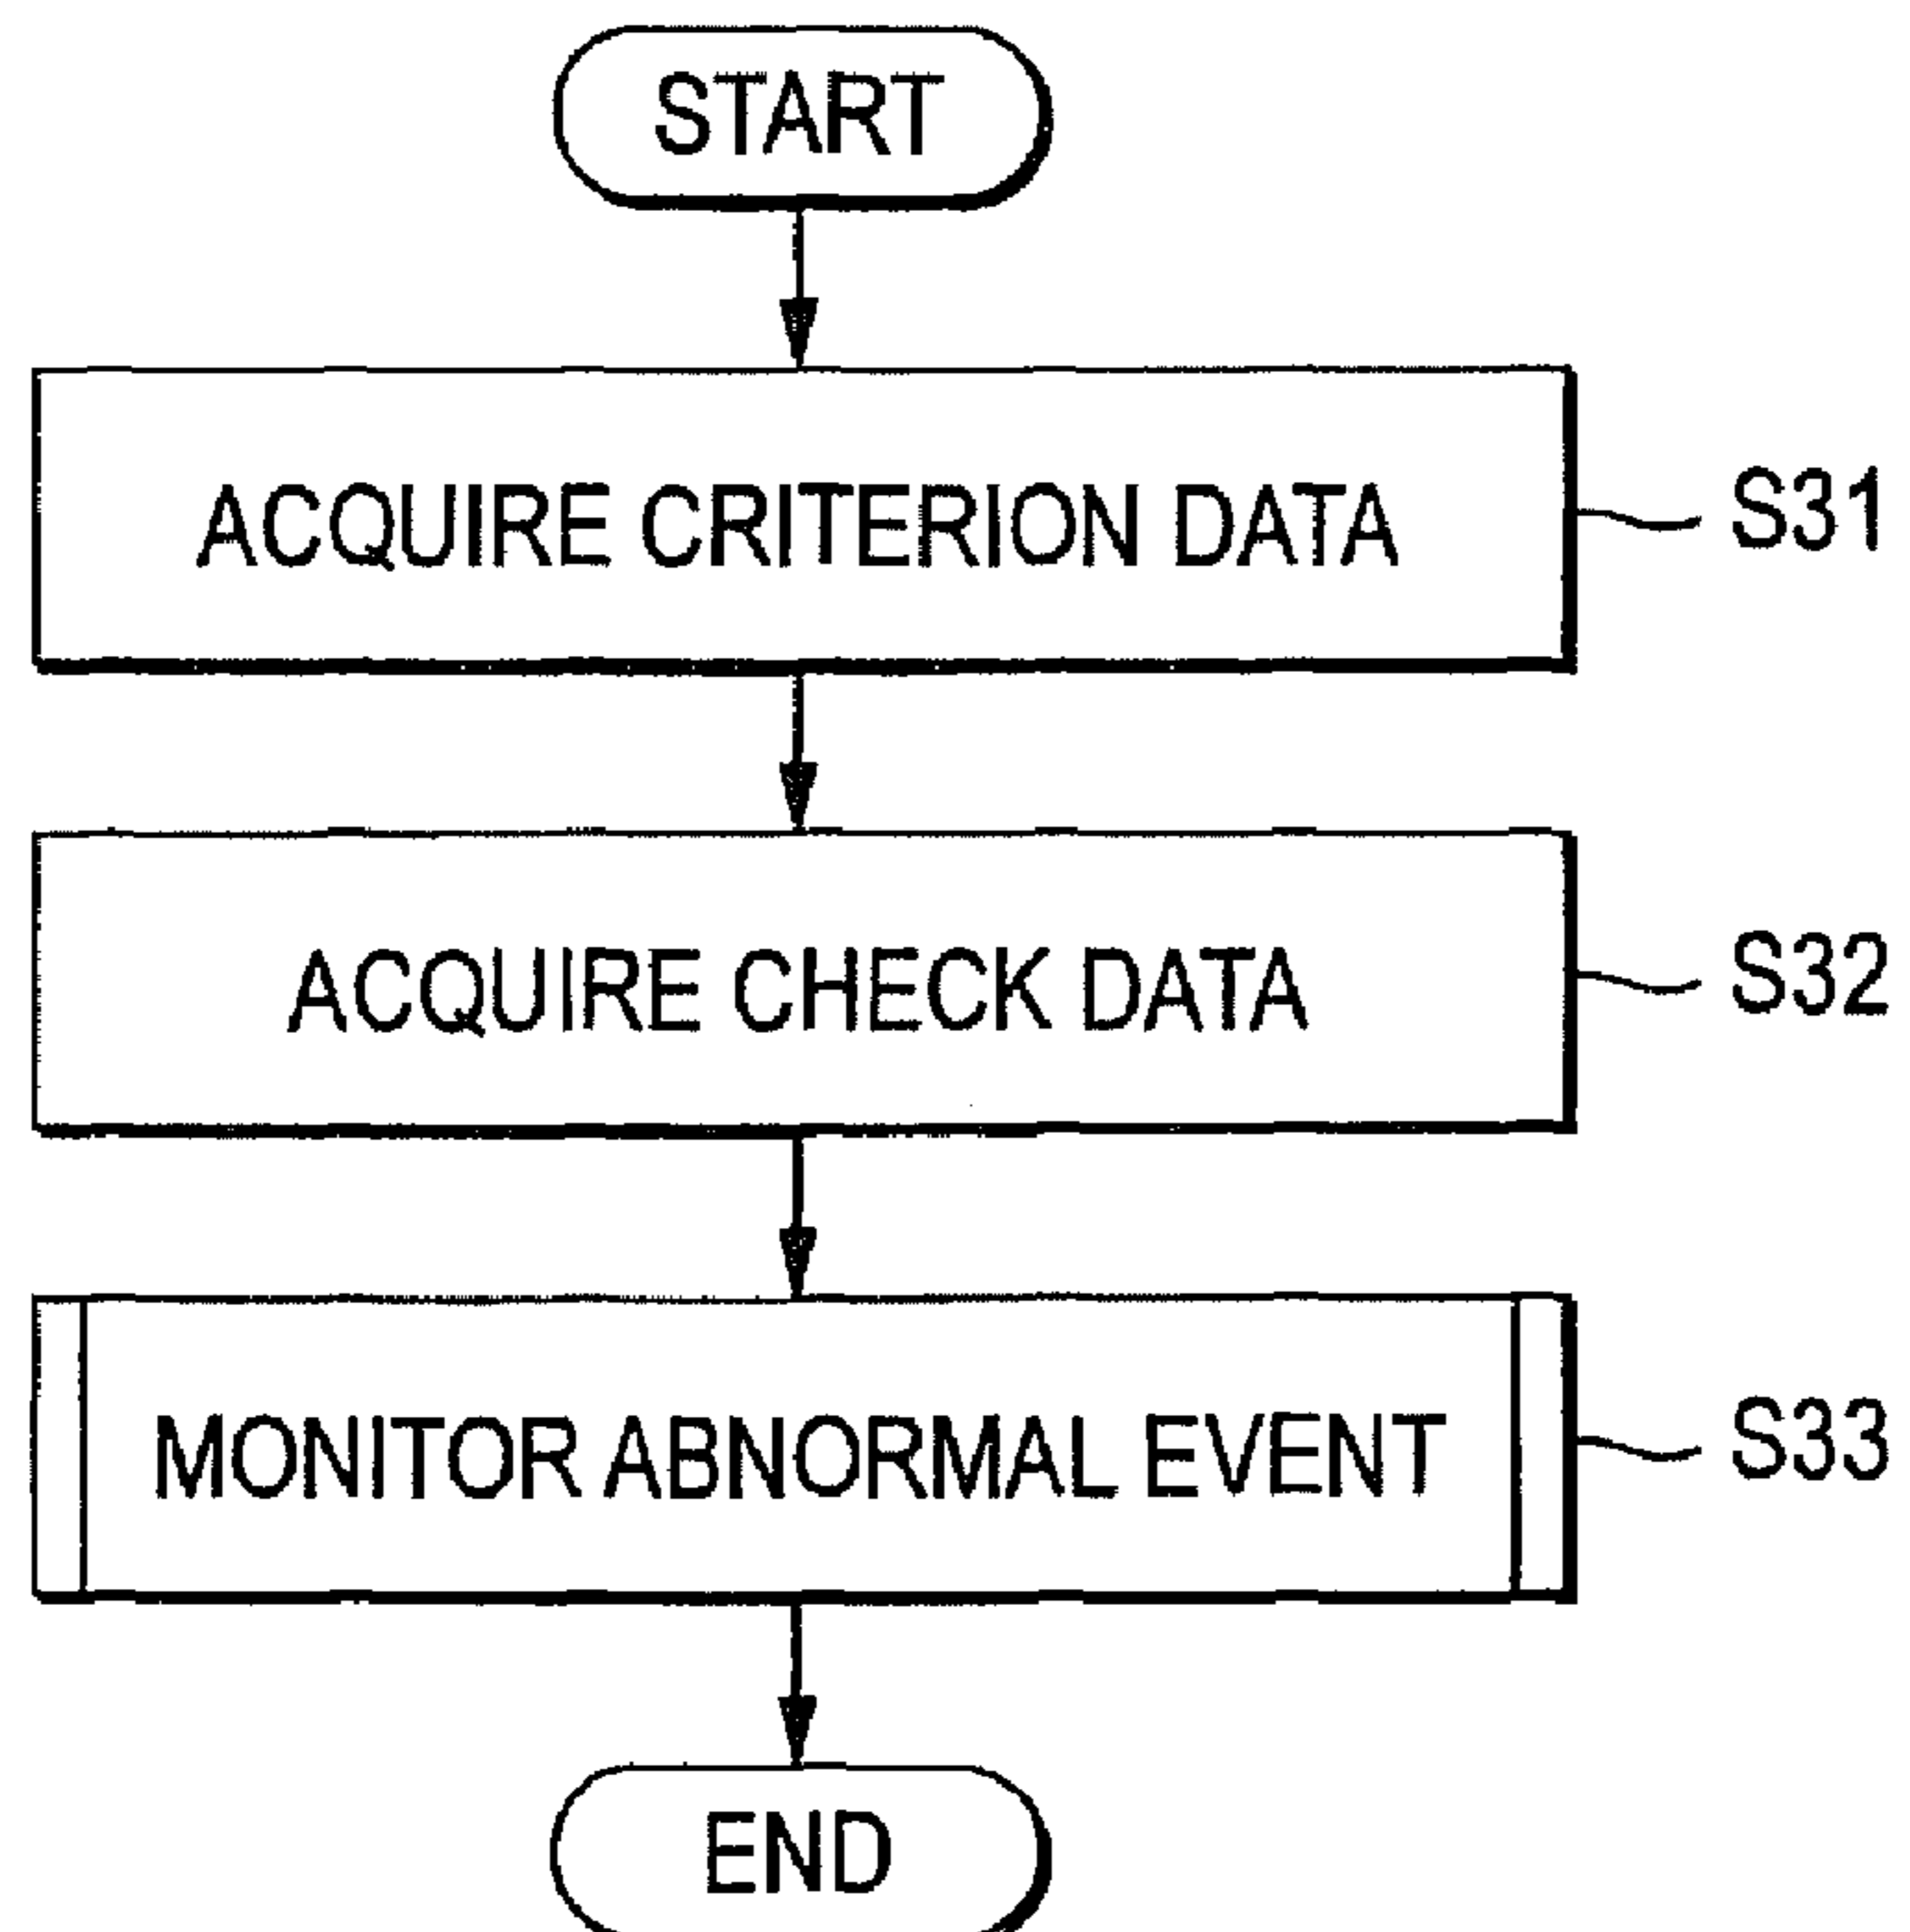 START
ACQUIRE CRITERION DATA
S31
ACQUIRE CHECK DATA
S32
MONITOR ABNORMAL EVENT
S33
END